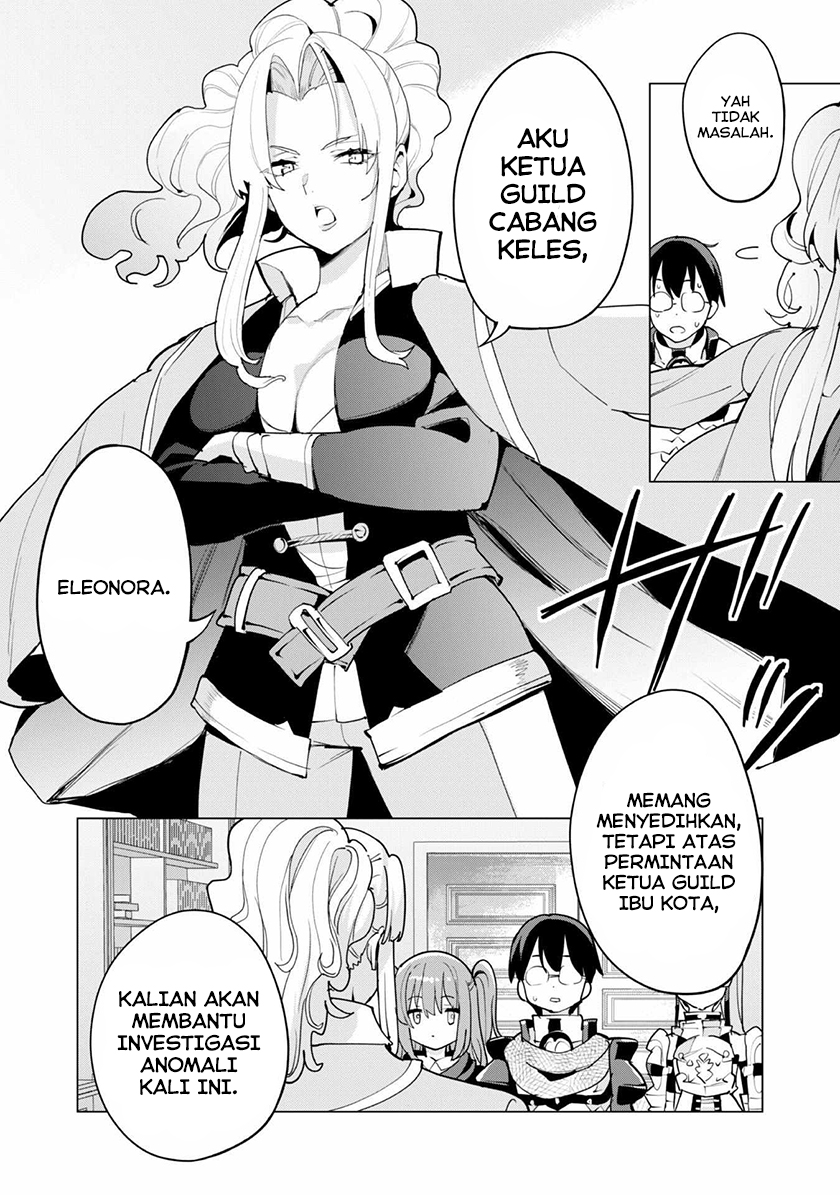 YAH
TIDAK
MASALAH.
AKU
KETUA
GUILD
CABANG
KELES,
ELEONORA.
MEMANG
MENYEDIHKAN,
TETAPI ATAS
PERMINTAAN
KETUA GUILD
IBU KOTA,
KALIAN AKAN
MEMBANTU
INVESTIGASI
ANOMALI
KALI INI.